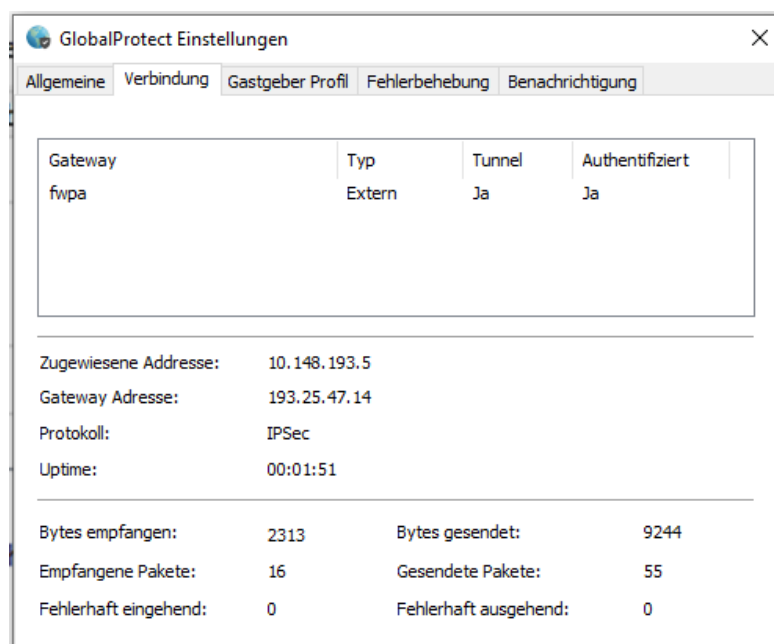 GlobalProtect Einstellungen
Allgemeine Verbindung Gastgeber Profil Fehlerbehebung Benachrichtigung
Gateway Typ Tunnel Authentifiziert
fwpa Extern Ja Ja
Zugewiesene Addresse: 10.148.193.5
Gateway Adresse: 193.25.47.14
Protokoll: IPSec
Uptime: 00:01:51
Bytes empfangen: 2313 Bytes gesendet: 9244
Empfangene Pakete: 16 Gesendete Pakete: 55
Fehlerhaft eingehend: 0 Fehlerhaft ausgehend: 0